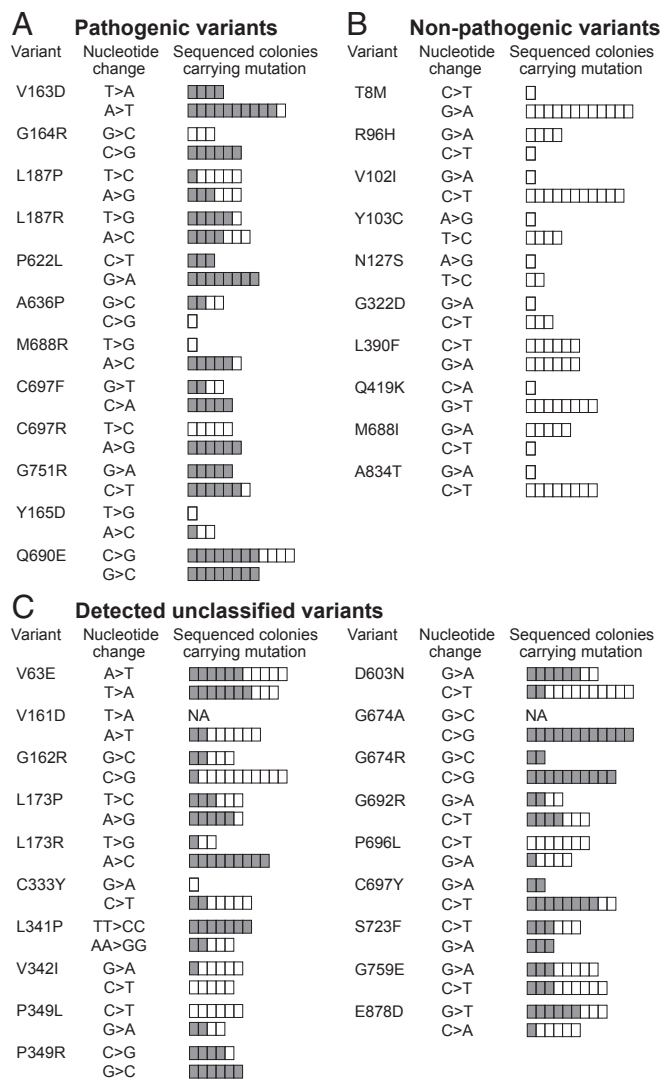 A Pathogenic variants
Variant Nucleotide change Sequenced colonies carrying mutation
V163D T>A
A>T
G164R G>C
C>G
L187P T>C
A>G
L187R T>G
A>C
P622L C>T
G>A
A636P G>C
C>G
M688R T>G
A>C
C697F G>T
C>A
C697R T>C
A>G
G751R G>A
C>T
Y165D T>G
A>C
Q690E C>G
G>C
B Non-pathogenic variants
Variant Nucleotide change Sequenced colonies carrying mutation
T8M C>T
G>A
R96H G>A
C>T
V102I G>A
C>T
Y103C A>G
T>C
N127S A>G
T>C
G322D G>A
C>T
L390F C>T
G>A
Q419K C>A
G>T
M688I G>A
C>T
A834T G>A
C>T
C Detected unclassified variants
Variant Nucleotide change Sequenced colonies carrying mutation
V63E A>T
T>A
V161D T>A NA
A>T
G162R G>C
C>G
L173P T>C
A>G
L173R T>G
A>C
C333Y G>A
C>T
L341P TT>CC
AA>GG
V342I G>A
C>T
P349L C>T
G>A
P349R C>G
G>C
Variant Nucleotide change Sequenced colonies carrying mutation
D603N G>A
C>T
G674A G>C NA
C>G
G674R G>C
C>G
G692R G>A
C>T
P696L C>T
G>A
C697Y G>A
C>T
S723F C>T
G>A
G759E G>A
C>T
E878D G>T
C>A